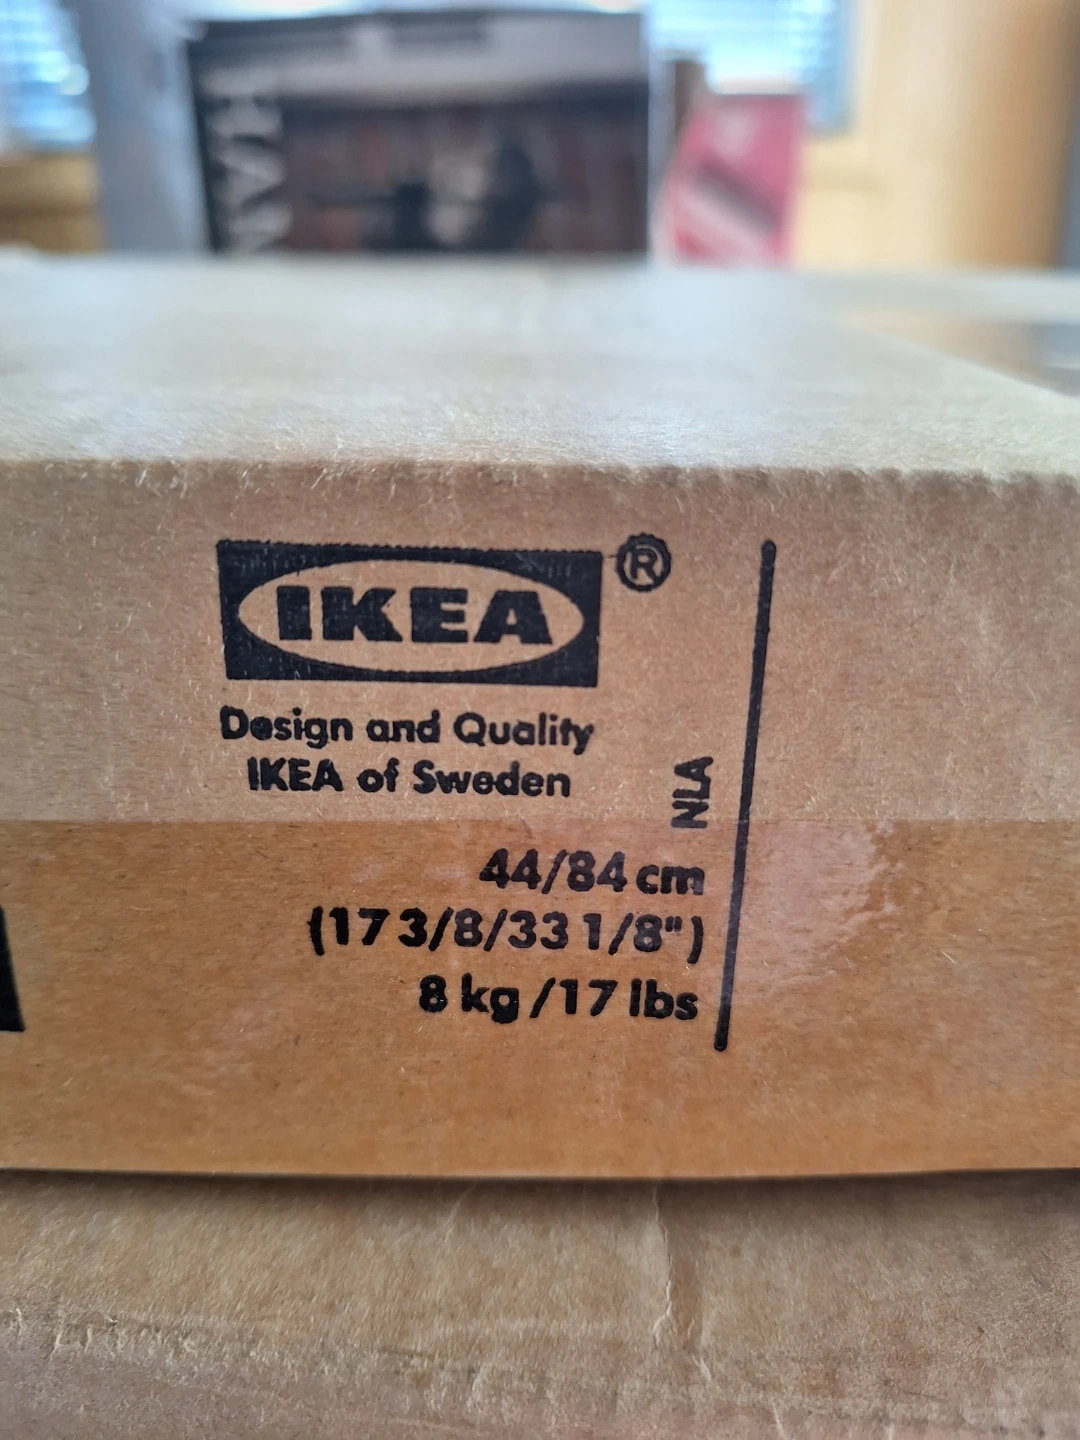 IKEA ®
Design and Quality
IKEA of Sweden
NLA
44/84 cm
(17 3/8/33 1/8")
8 kg /17 lbs